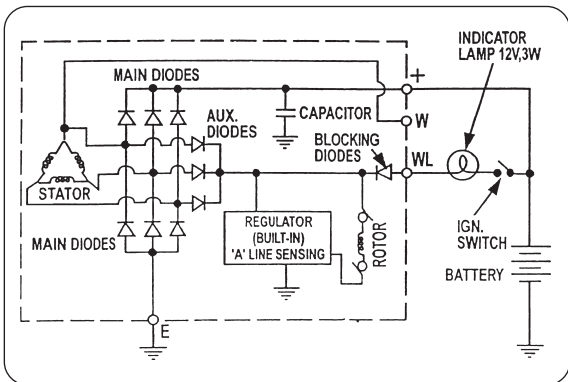 INDICATOR
LAMP 12V,3W
MAIN DIODES
+
CAPACITOR
W
AUX.
DIODES
BLOCKING
DIODES
WL
STATOR
REGULATOR
(BUILT-IN)
'A' LINE SENSING
ROTOR
IGN.
SWITCH
MAIN DIODES
BATTERY
E